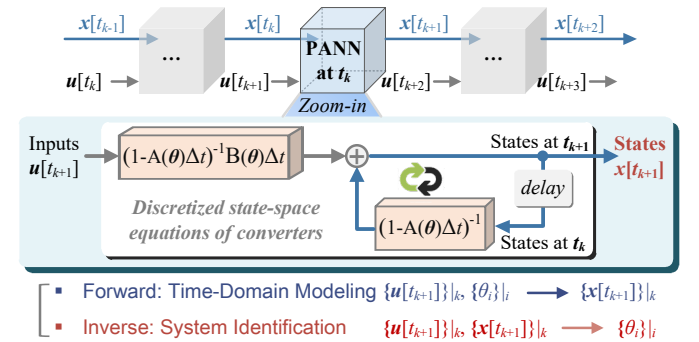 x[tk-1] x[tk] PANN at tk x[tk+1] x[tk+2]
... ...
u[tk] u[tk+1] u[tk+2] u[tk+3]
Zoom-in
Inputs u[tk+1]
(1-A(θ)Δt)-1B(θ)Δt
States at tk+1
States x[tk+1]
delay
Discretized state-space
equations of converters
(1-A(θ)Δt)-1
States at tk
▪ Forward: Time-Domain Modeling {u[tk+1]}|k, {θi}|i → {x[tk+1]}|k
▪ Inverse: System Identification {u[tk+1]}|k, {x[tk+1]}|k → {θi}|i